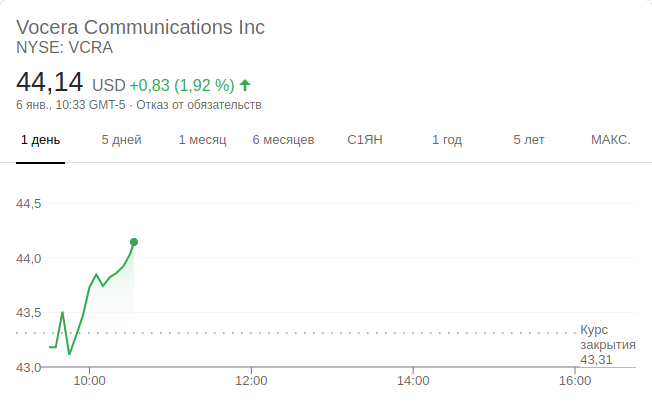 Vocera Communications Inc
NYSE: VCRA
44,14 USD +0,83 (1,92 %)
6 янв., 10:33 GMT-5 · Отказ от обязательств
1 день 5 дней 1 месяц 6 месяцев С1ЯН 1 год 5 лет МАКС.
44,5
44,0
43,5
Курс
закрытия
43,31
43,0
10:00 12:00 14:00 16:00